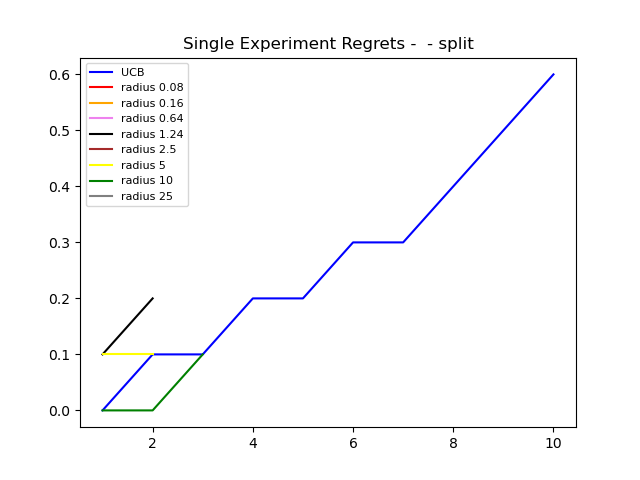 Single Experiment Regrets -  - split
0.6
0.5
0.4
0.3
0.2
0.1
0.0
UCB
radius 0.08
radius 0.16
radius 0.64
radius 1.24
radius 2.5
radius 5
radius 10
radius 25
2 4 6 8 10